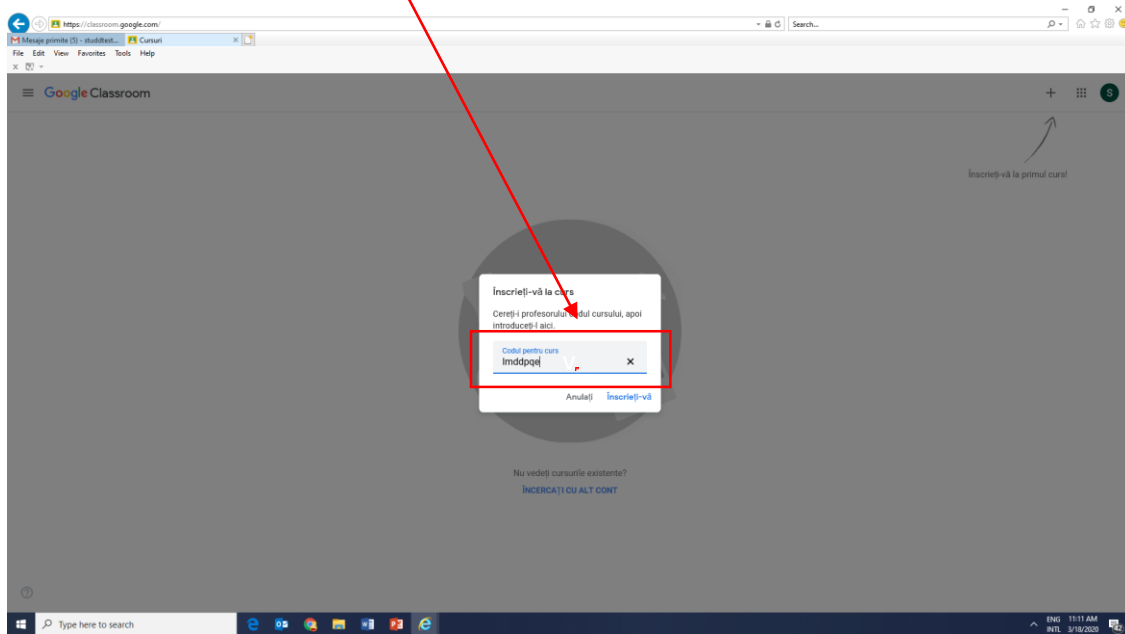 https://classroom.google.com/
Search...
Mesaje primite (5) - studdtest...
Cursuri
File Edit View Favorites Tools Help
Google Classroom
S
Înscrieți-vă la primul curs!
Înscrieți-vă la curs
Cereți-i profesorului codul cursului, apoi
introduceți-l aici.
Codul pentru curs
lmddpqe
V,
Anulați Înscrieți-vă
Nu vedeți cursurile existente?
ÎNCERCAȚI CU ALT CONT
Type here to search
ENG 11:11 AM
INTL 3/18/2020
42